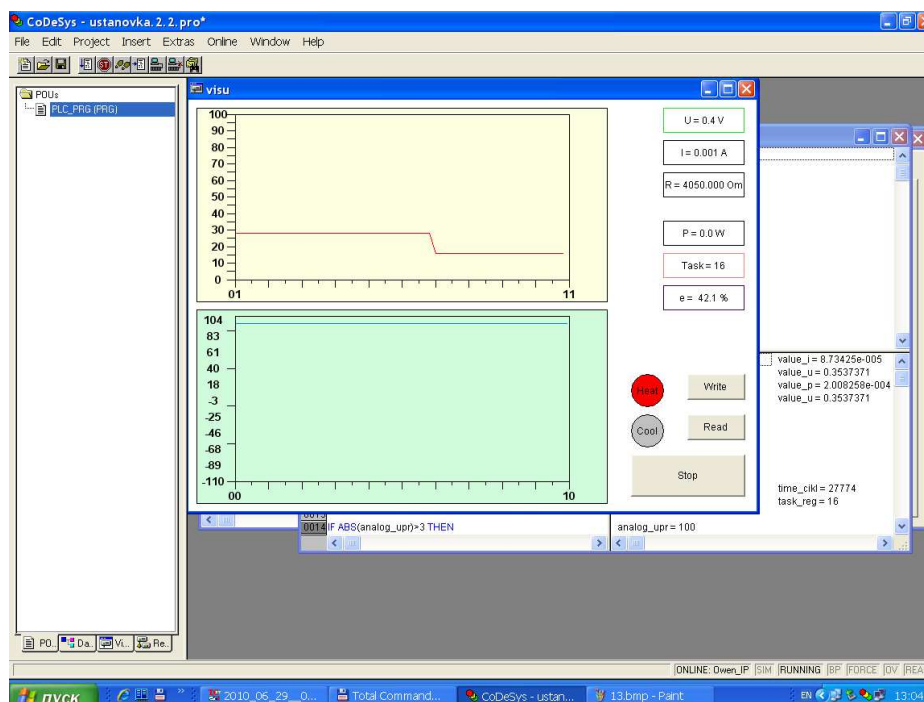 CoDeSys - ustanovka.2.2.pro*
File Edit Project Insert Extras Online Window Help
POUs
PLC_PRG (PRG)
visu
100
90
80
70
60
50
40
30
20
10
0
01 11
U = 0.4 V
I = 0.001 A
R = 4050.000 Om
P = 0.0 W
Task = 16
e = 42.1 %
104
83
61
40
18
-3
-25
-46
-68
-89
-110
00 10
Heat
Write
Cool
Read
Stop
value_i = 8.73425e-005
value_u = 0.3537371
value_p = 2.008258e-004
value_u = 0.3537371
time_cikl = 27774
task_reg = 16
0014 IF ABS(analog_upr)>3 THEN
analog_upr = 100
PO.. Da.. Vi.. Re..
ONLINE: Owen_IP SIM RUNNING BP FORCE OV REA
пуск
2010_06_29__0...
Total Command...
CoDeSys - ustan...
13.bmp - Paint
EN
13:04